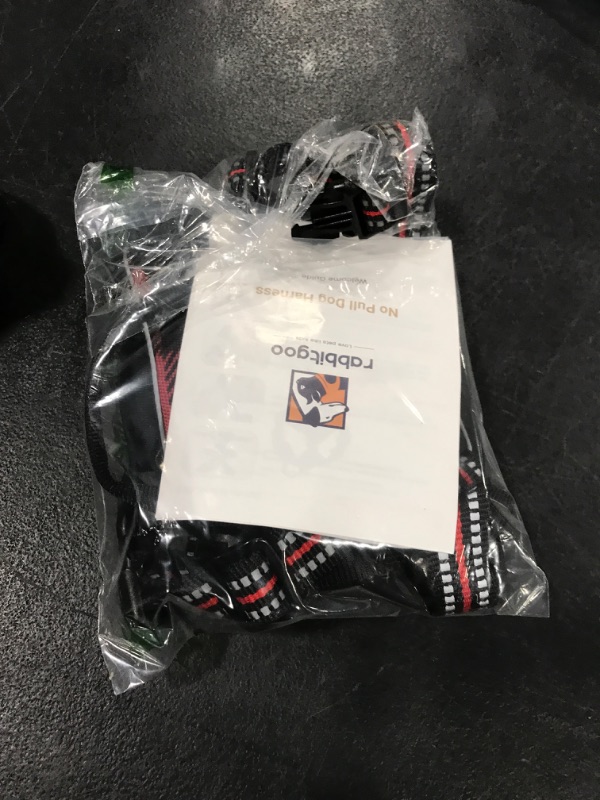 rabbitgoo
No Pull Dog Harness
Welcome Guide